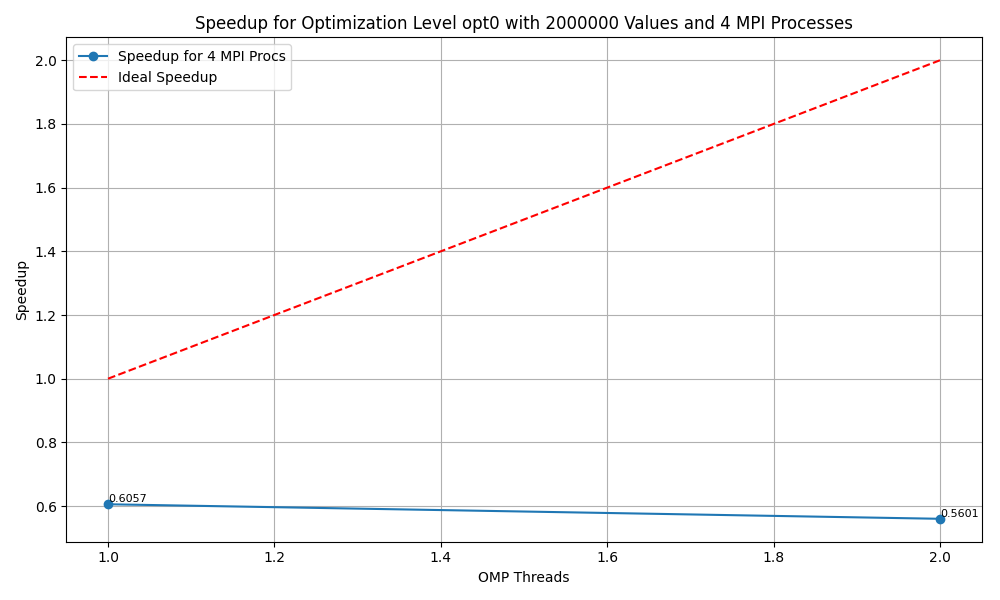 Speedup for Optimization Level opt0 with 2000000 Values and 4 MPI Processes
Speedup for 4 MPI Procs
Ideal Speedup
Speedup
2.0
1.8
1.6
1.4
1.2
1.0
0.8
0.6
0.6057
0.5601
1.0 1.2 1.4 1.6 1.8 2.0
OMP Threads